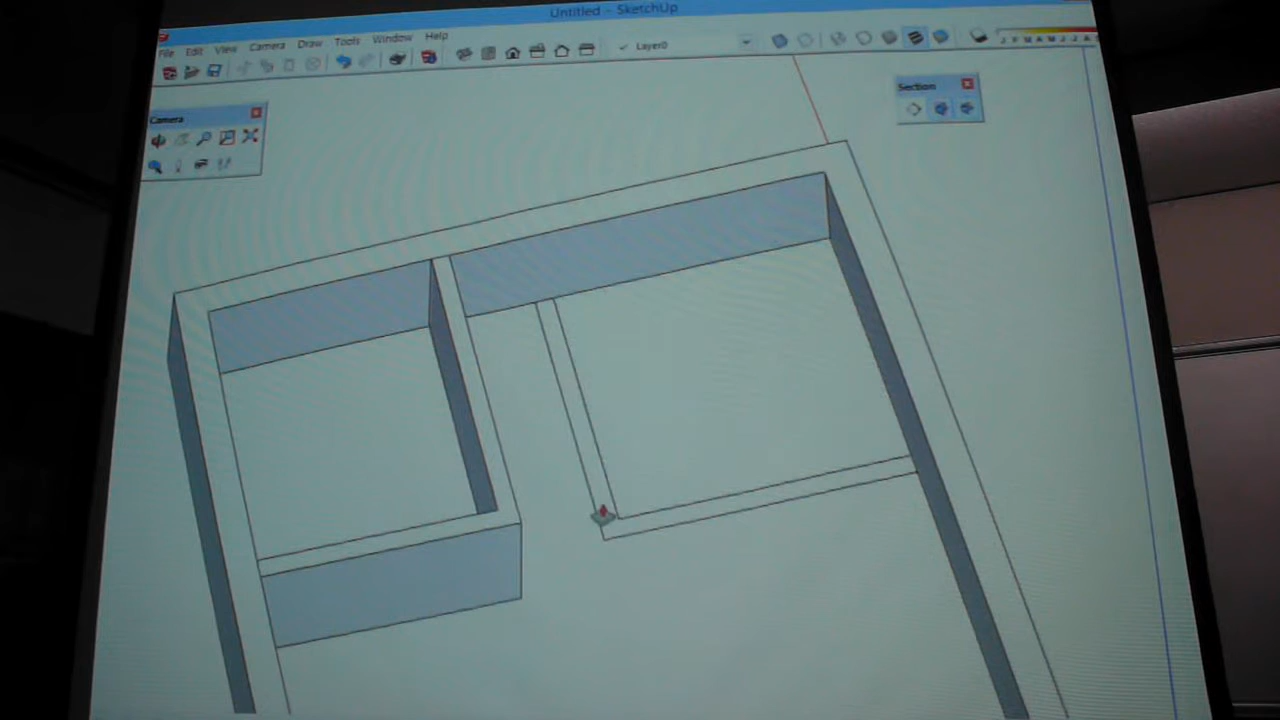 Untitled - SketchUp
File Edit View Camera Draw Tools Window Help
Layer0
Camera
Section
J F M A M J J A S O N D